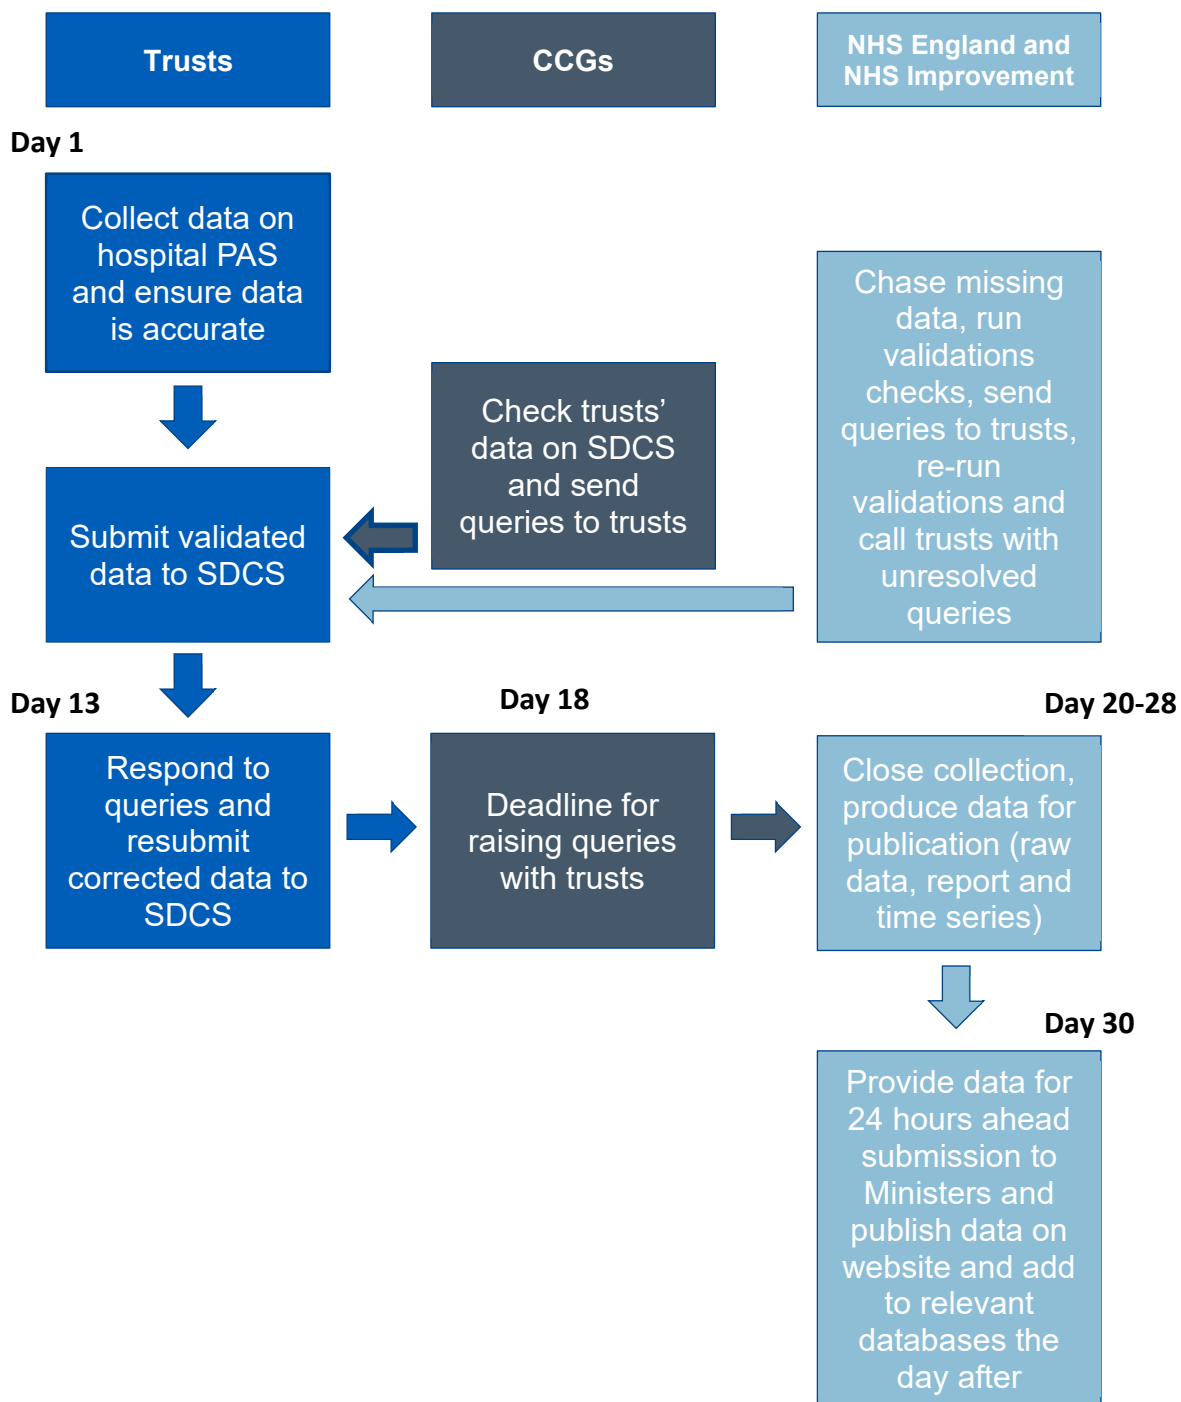 Trusts
CCGs
NHS England and
NHS Improvement
Day 1
Collect data on
hospital PAS
and ensure data
is accurate
Check trusts’
data on SDCS
and send
queries to trusts
Chase missing
data, run
validations
checks, send
queries to trusts,
re-run
validations and
call trusts with
unresolved
queries
Submit validated
data to SDCS
Day 13
Respond to
queries and
resubmit
corrected data to
SDCS
Day 18
Deadline for
raising queries
with trusts
Day 20-28
Close collection,
produce data for
publication (raw
data, report and
time series)
Day 30
Provide data for
24 hours ahead
submission to
Ministers and
publish data on
website and add
to relevant
databases the
day after